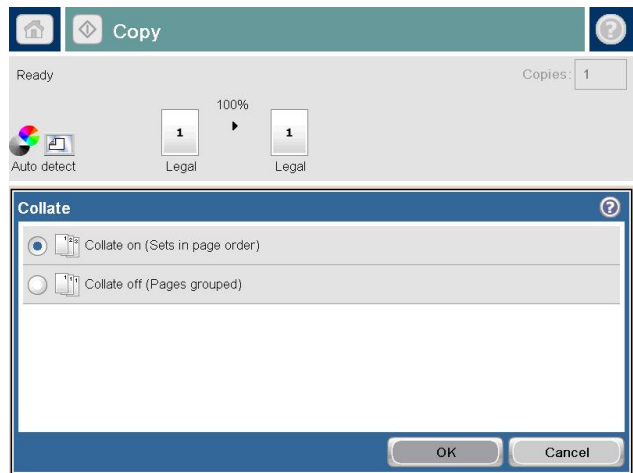 Copy
Ready
Copies: 1
100%
1 1
Auto detect Legal Legal
Collate
Collate on (Sets in page order)
Collate off (Pages grouped)
OK Cancel